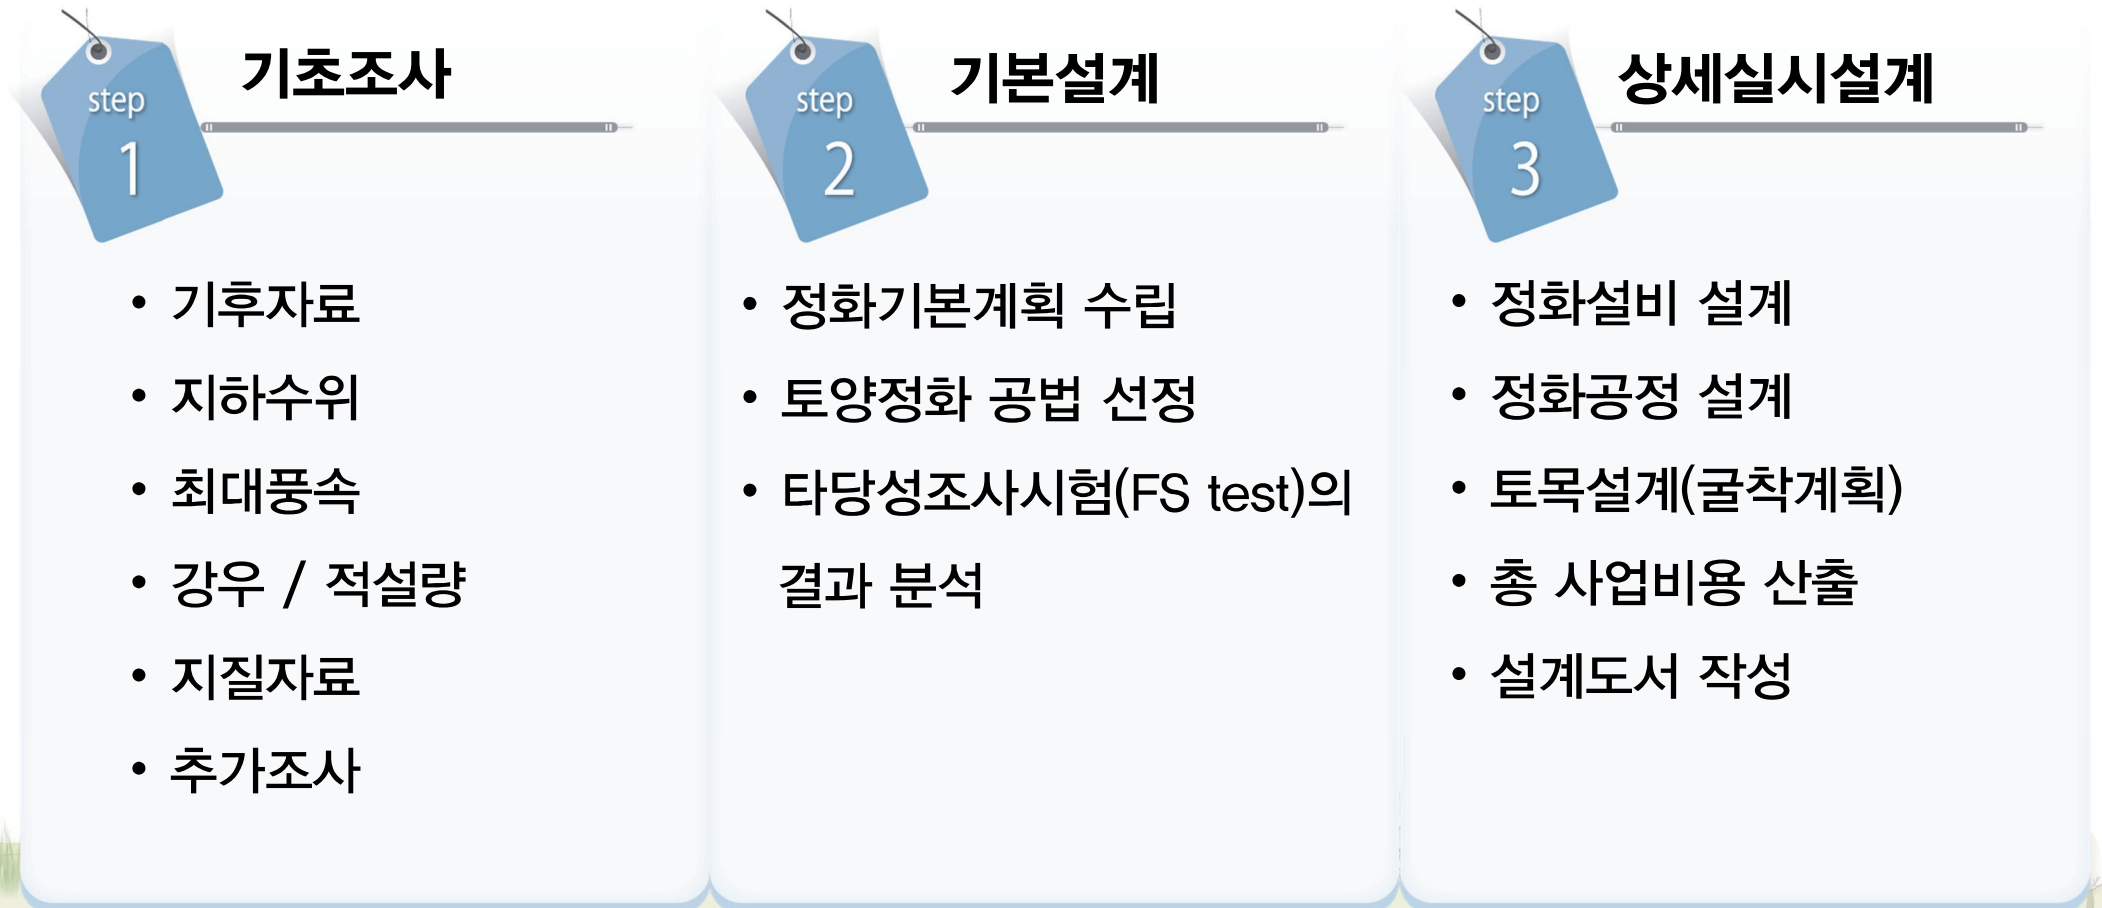 step
1
기초조사
• 기후자료
• 지하수위
• 최대풍속
• 강우 / 적설량
• 지질자료
• 추가조사
step
2
기본설계
• 정화기본계획 수립
• 토양정화 공법 선정
• 타당성조사시험(FS test)의
결과 분석
step
3
상세실시설계
• 정화설비 설계
• 정화공정 설계
• 토목설계(굴착계획)
• 총 사업비용 산출
• 설계도서 작성